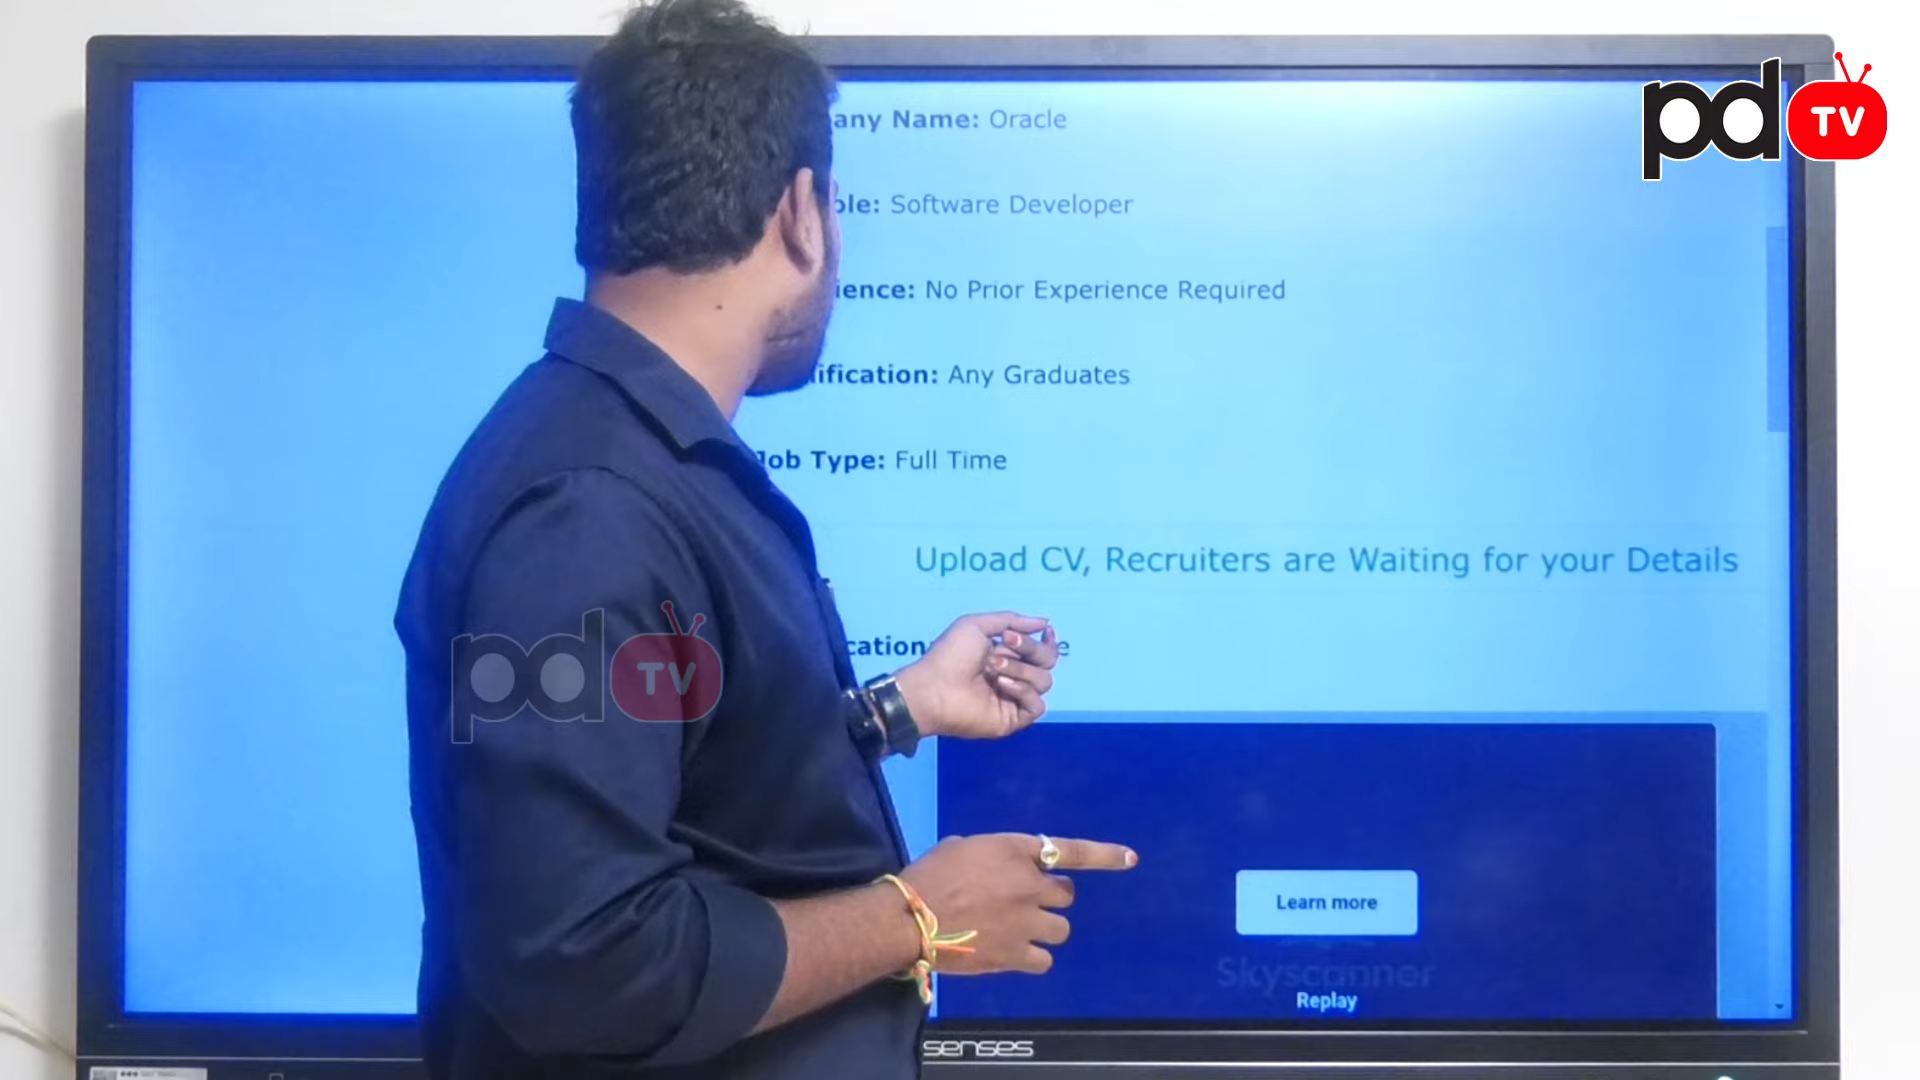 pd TV
any Name: Oracle
ole: Software Developer
ience: No Prior Experience Required
ification: Any Graduates
Job Type: Full Time
Upload CV, Recruiters are Waiting for your Details
cation: e
pd TV
Learn more
Skyscanner
Replay
senses